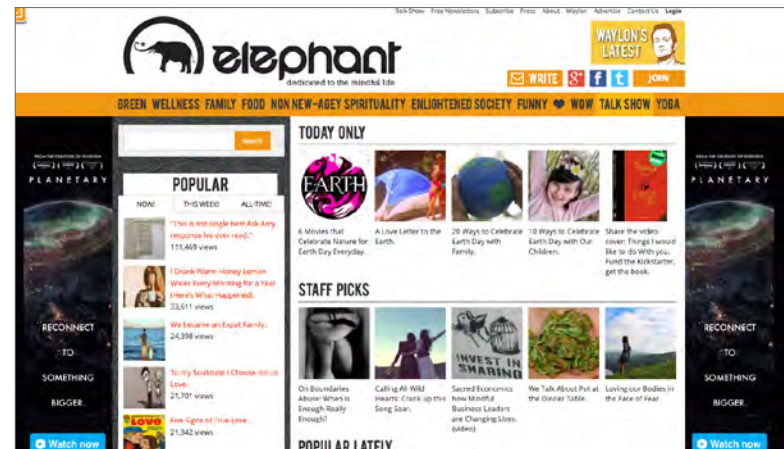 Talk Show Free Newsletters Subscribe Press About Waylon Advertise Contact Us Login
elephant
dedicated to the mindful life
WAYLON'S
LATEST
WRITE
g+
f
t
JOIN
GREEN WELLNESS FAMILY FOOD NON NEW-AGEY SPIRITUALITY ENLIGHTENED SOCIETY FUNNY WOW TALK SHOW YOGA
Search
POPULAR
NOW! THIS WEEK! ALL-TIME!
"This is the single best Ask Amy
response I've ever read."
111,469 views
I Drank Warm Honey Lemon
Water Every Morning for a Year
{Here's What Happened}.
33,611 views
We became an Expat Family.
24,398 views
To my Soulmate: I Choose
Love.
21,701 views
Five Signs of True Love.
21,342 views
LOVE
TODAY ONLY
EARTH
6 Movies that
Celebrate Nature for
Earth Day Everyday.
A Love Letter to the
Earth.
20 Ways to Celebrate
Earth Day with
Family.
10 Ways to Celebrate
Earth Day with Our
Children.
Share the video
cover: Things I would
like to do With you.
Fund the Kickstarter,
get the book.
STAFF PICKS
INVEST IN
SHARING
On Boundaries
Abuse: When is
Enough Really
Enough?
Calling All Wild
Hearts: Crank up this
Song Soar.
Sacred Economics
how Mindful
Business Leaders
are Changing Lives.
{video}
We Talk About Pot at
the Dinner Table.
Loving our Bodies in
the Face of Fear.
POPULAR LATELY
PLANETARY
RECONNECT
TO
SOMETHING
BIGGER.
Watch now
PLANETARY
RECONNECT
TO
SOMETHING
BIGGER.
Watch now